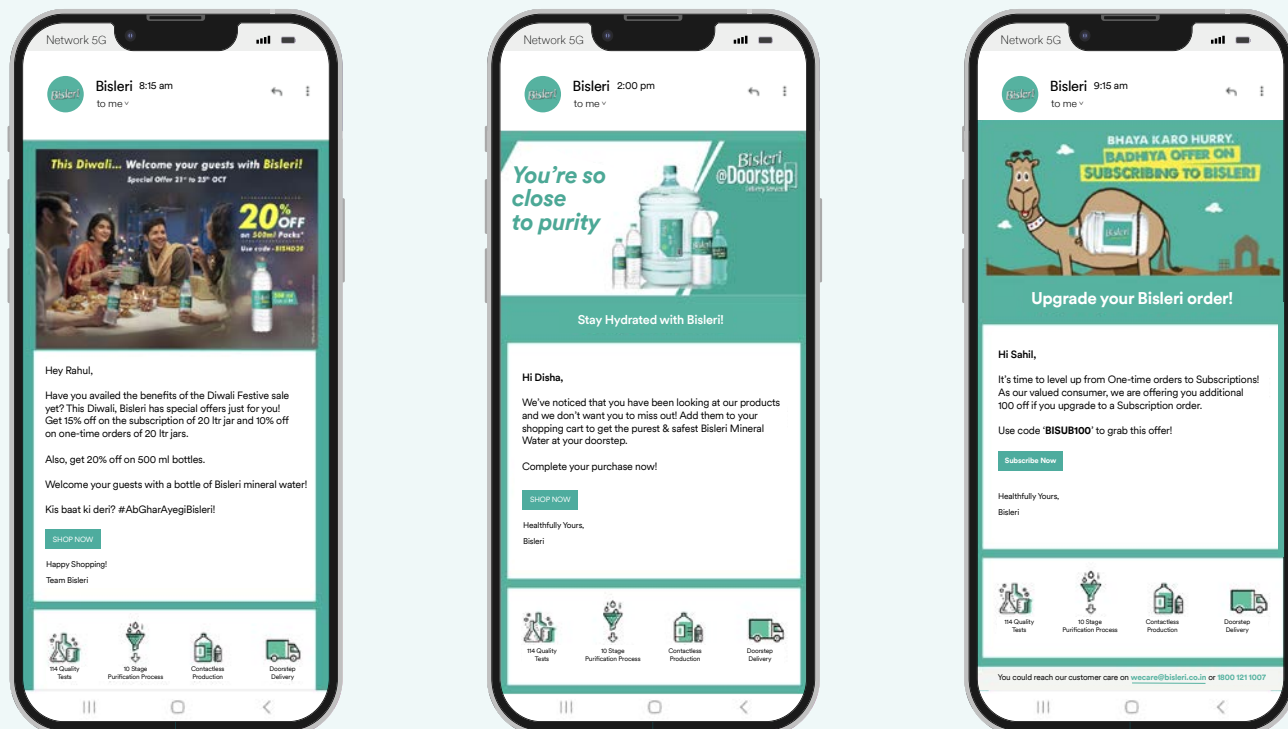 Network 5G
Bisleri
Bisleri 8:15 am
to me
This Diwali... Welcome your guests with Bisleri!
Special Offer 21st to 25th OCT
20% OFF
on 500ml Packs*
Use code -BISHD20
Hey Rahul,
Have you availed the benefits of the Diwali Festive sale
yet? This Diwali, Bisleri has special offers just for you!
Get 15% off on the subscription of 20 ltr jar and 10% off
on one-time orders of 20 ltr jars.
Also, get 20% off on 500 ml bottles.
Welcome your guests with a bottle of Bisleri mineral water!
Kis baat ki deri? #AbGharAyegiBisleri!
SHOP NOW
Happy Shopping!
Team Bisleri
114 Quality
Tests
10 Stage
Purification Process
Contactless
Production
Doorstep
Delivery
Network 5G
Bisleri
Bisleri 2:00 pm
to me
You're so
close
to purity
Bisleri
@Doorstep
Delivery Service
Stay Hydrated with Bisleri!
Hi Disha,
We've noticed that you have been looking at our products
and we don't want you to miss out! Add them to your
shopping cart to get the purest & safest Bisleri Mineral
Water at your doorstep.
Complete your purchase now!
SHOP NOW
Healthfully Yours,
Bisleri
114 Quality
Tests
10 Stage
Purification Process
Contactless
Production
Doorstep
Delivery
Network 5G
Bisleri
Bisleri 9:15 am
to me
BHAYA KARO HURRY.
BADHIYA OFFER ON
SUBSCRIBING TO BISLERI
Bisleri
Upgrade your Bisleri order!
Hi Sahil,
It's time to level up from One-time orders to Subscriptions!
As our valued consumer, we are offering you additional
100 off if you upgrade to a Subscription order.
Use code 'BISUB100' to grab this offer!
Subscribe Now
Healthfully Yours,
Bisleri
114 Quality
Tests
10 Stage
Purification Process
Contactless
Production
Doorstep
Delivery
You could reach our customer care on wecare@bisleri.co.in or 1800 121 1007